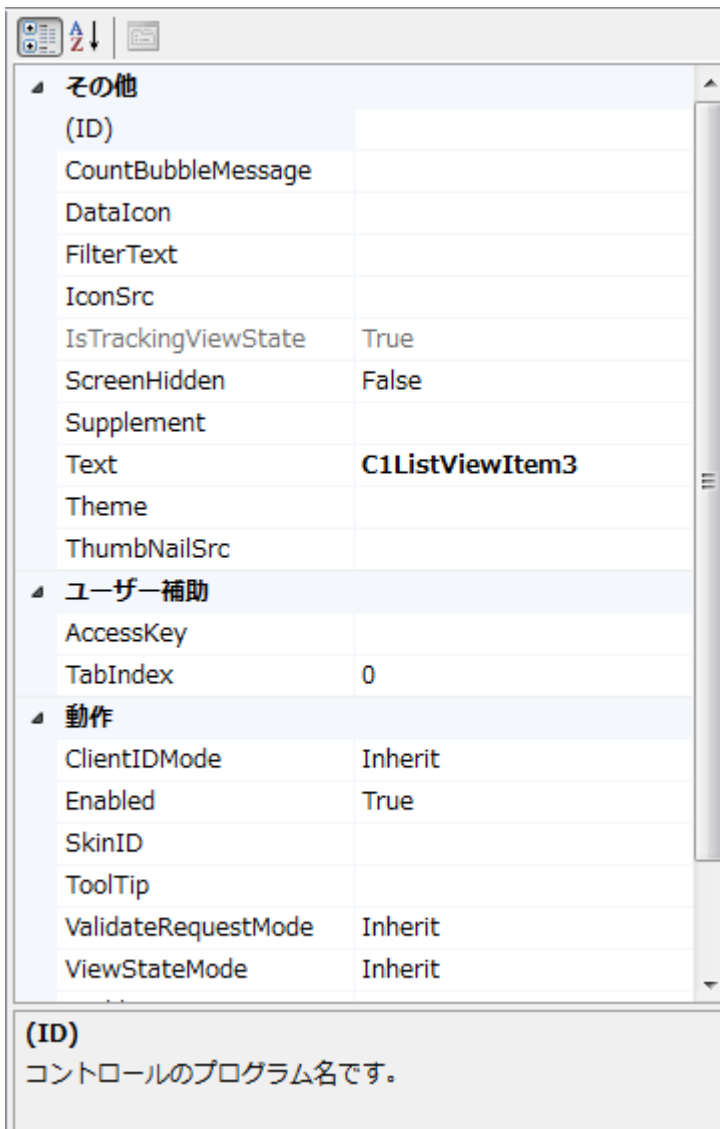 A
Z
その他
(ID)
CountBubbleMessage
DataIcon
FilterText
IconSrc
IsTrackingViewState True
ScreenHidden False
Supplement
Text C1ListViewItem3
Theme
ThumbNailSrc
ユーザー補助
AccessKey
TabIndex 0
動作
ClientIDMode Inherit
Enabled True
SkinID
ToolTip
ValidateRequestMode Inherit
ViewStateMode Inherit
(ID)
コントロールのプログラム名です。